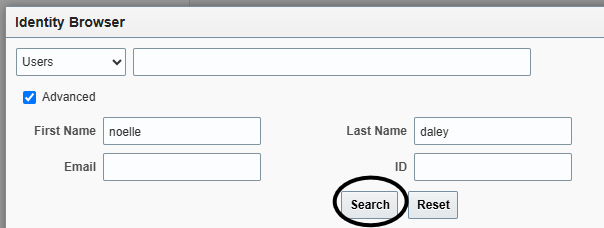 Identity Browser
Users
Advanced
First Name noelle Last Name daley
Email ID
Search Reset